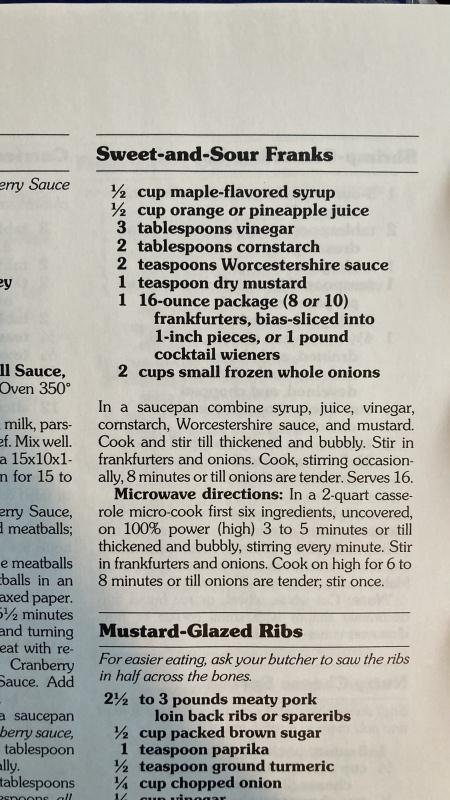 erry Sauce
ey
ll Sauce,
Oven 350°
milk, pars-
ef. Mix well.
a 15x10x1-
n for 15 to
erry Sauce,
d meatballs;
e meatballs
tballs in an
axed paper.
5½ minutes
and turning
eat with re-
Cranberry
Sauce. Add
a saucepan
berry sauce,
tablespoon
ally.
tablespoons
espoons all
Sweet-and-Sour Franks
½ cup maple-flavored syrup
½ cup orange or pineapple juice
3 tablespoons vinegar
2 tablespoons cornstarch
2 teaspoons Worcestershire sauce
1 teaspoon dry mustard
1 16-ounce package (8 or 10)
frankfurters, bias-sliced into
1-inch pieces, or 1 pound
cocktail wieners
2 cups small frozen whole onions
In a saucepan combine syrup, juice, vinegar,
cornstarch, Worcestershire sauce, and mustard.
Cook and stir till thickened and bubbly. Stir in
frankfurters and onions. Cook, stirring occasion-
ally, 8 minutes or till onions are tender. Serves 16.
Microwave directions: In a 2-quart casse-
role micro-cook first six ingredients, uncovered,
on 100% power (high) 3 to 5 minutes or till
thickened and bubbly, stirring every minute. Stir
in frankfurters and onions. Cook on high for 6 to
8 minutes or till onions are tender; stir once.
Mustard-Glazed Ribs
For easier eating, ask your butcher to saw the ribs
in half across the bones.
2½ to 3 pounds meaty pork
loin back ribs or spareribs
½ cup packed brown sugar
1 teaspoon paprika
½ teaspoon ground turmeric
¼ cup chopped onion
cup vinegar